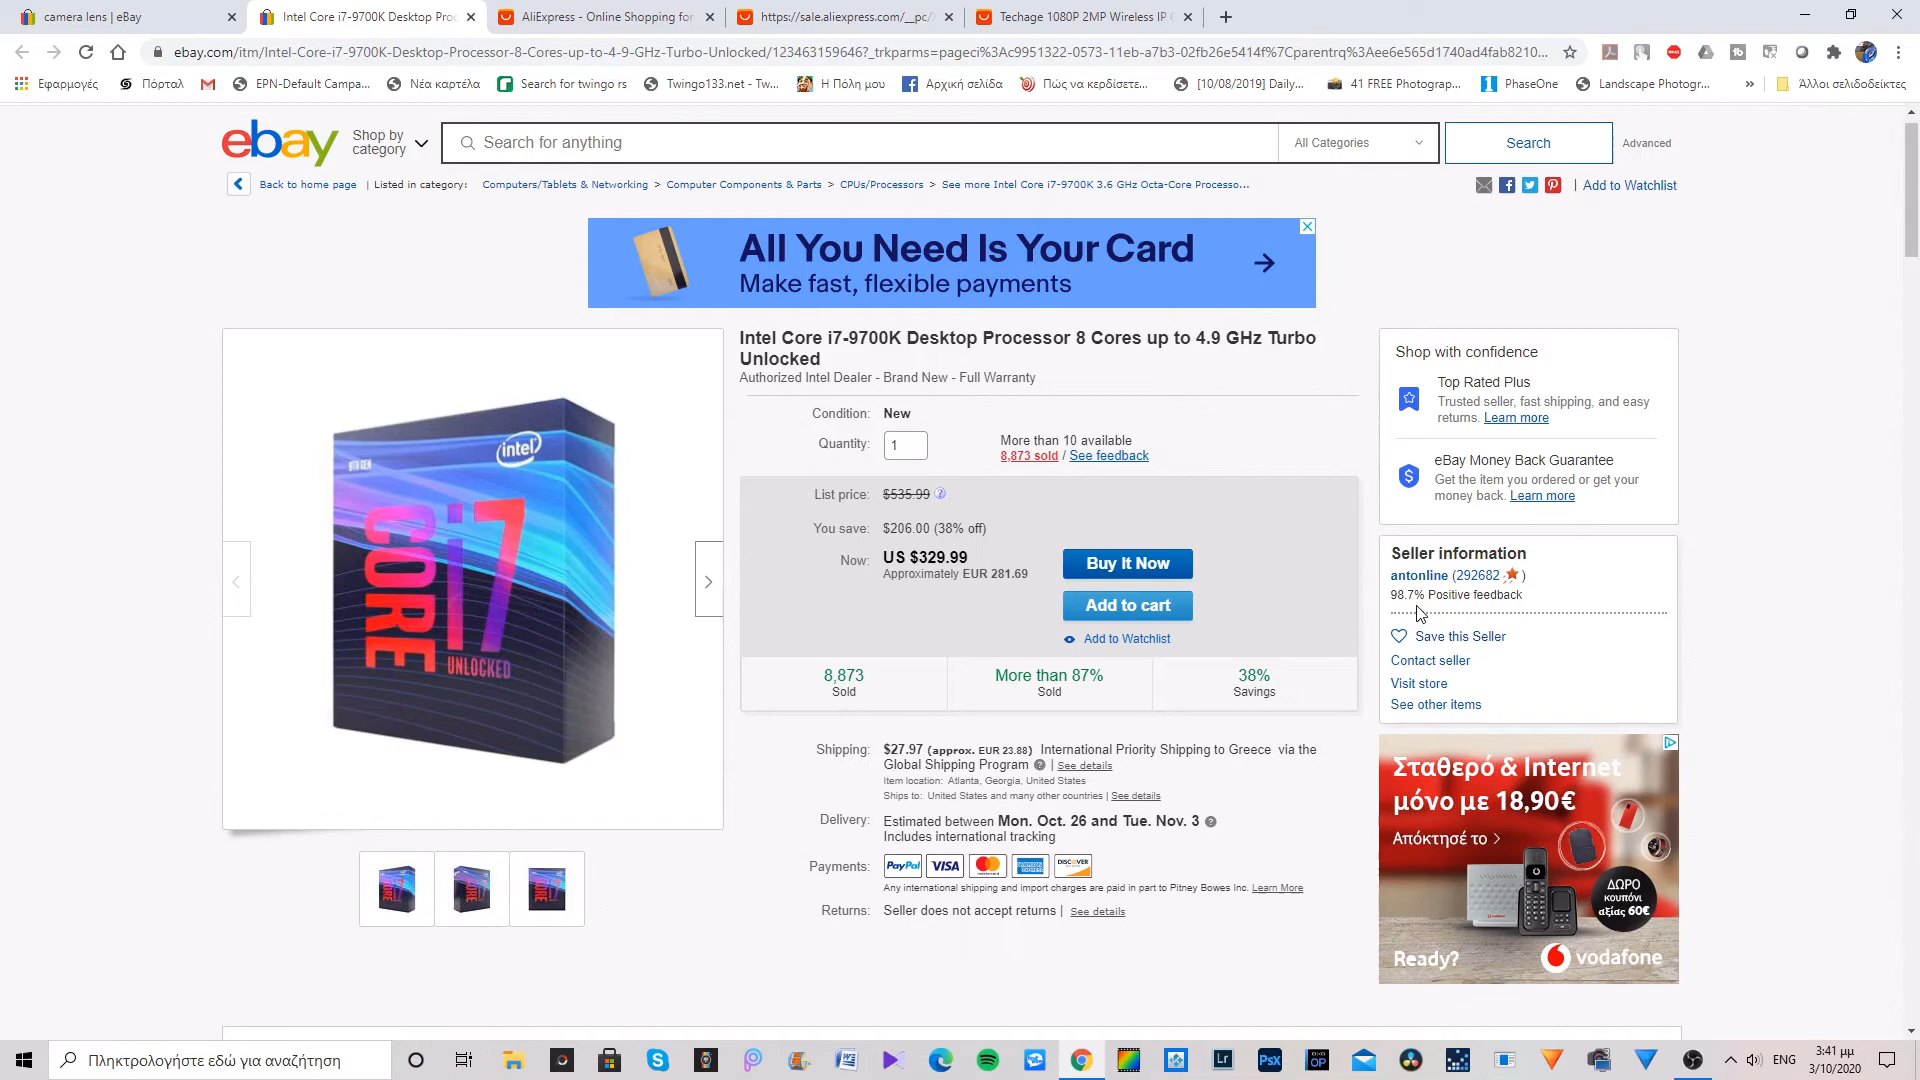 camera lens | eBay
Intel Core i7-9700K Desktop Proc
AliExpress - Online Shopping for
https://sale.aliexpress.com/__pc/
Techage 1080P 2MP Wireless IP C
ebay.com/itm/Intel-Core-i7-9700K-Desktop-Processor-8-Cores-up-to-4-9-GHz-Turbo-Unlocked/123463159646?_trkparms=pageci%3Ac9951322-0573-11eb-a7b3-02fb26e5414f%7Cparentrq%3Aee6e565d1740ad4fab8210...
Εφαρμογές
Πόρταλ
EPN-Default Campa...
Νέα καρτέλα
Search for twingo rs
Twingo133.net - Tw...
Η Πόλη μου
Αρχική σελίδα
Πώς να κερδίσετε...
[10/08/2019] Daily...
41 FREE Photograp...
PhaseOne
Landscape Photogr...
»
Άλλοι σελιδοδείκτες
ebay
Shop by category
Search for anything
All Categories
Search
Advanced
Back to home page | Listed in category: Computers/Tablets & Networking > Computer Components & Parts > CPUs/Processors > See more Intel Core i7-9700K 3.6 GHz Octa-Core Processo...
| Add to Watchlist
All You Need Is Your Card
Make fast, flexible payments
Intel Core i7-9700K Desktop Processor 8 Cores up to 4.9 GHz Turbo
Unlocked
Authorized Intel Dealer - Brand New - Full Warranty
Condition: New
Quantity: 1
More than 10 available
8,873 sold / See feedback
List price: $535.99
You save: $206.00 (38% off)
Now: US $329.99
Approximately EUR 281.69
Buy It Now
Add to cart
Add to Watchlist
8,873
Sold
More than 87%
Sold
38%
Savings
Shipping: $27.97 (approx. EUR 23.88) International Priority Shipping to Greece via the
Global Shipping Program | See details
Item location: Atlanta, Georgia, United States
Ships to: United States and many other countries | See details
Delivery: Estimated between Mon. Oct. 26 and Tue. Nov. 3
Includes international tracking
Payments: PayPal VISA mastercard AMERICAN EXPRESS DISCOVER
Any international shipping and import charges are paid in part to Pitney Bowes Inc. Learn More
Returns: Seller does not accept returns | See details
9TH GEN
intel
CORE
i7
UNLOCKED
Shop with confidence
Top Rated Plus
Trusted seller, fast shipping, and easy
returns. Learn more
eBay Money Back Guarantee
Get the item you ordered or get your
money back. Learn more
Seller information
antonline (292682 )
98.7% Positive feedback
Save this Seller
Contact seller
Visit store
See other items
Σταθερό & Internet
μόνο με 18,90€
Απόκτησέ το >
ΔΩΡΟ
κουπόνι
αξίας 60€
Ready?
vodafone
Πληκτρολογήστε εδώ για αναζήτηση
Lr
Psx
OP
ENG
3:41 μμ
3/10/2020